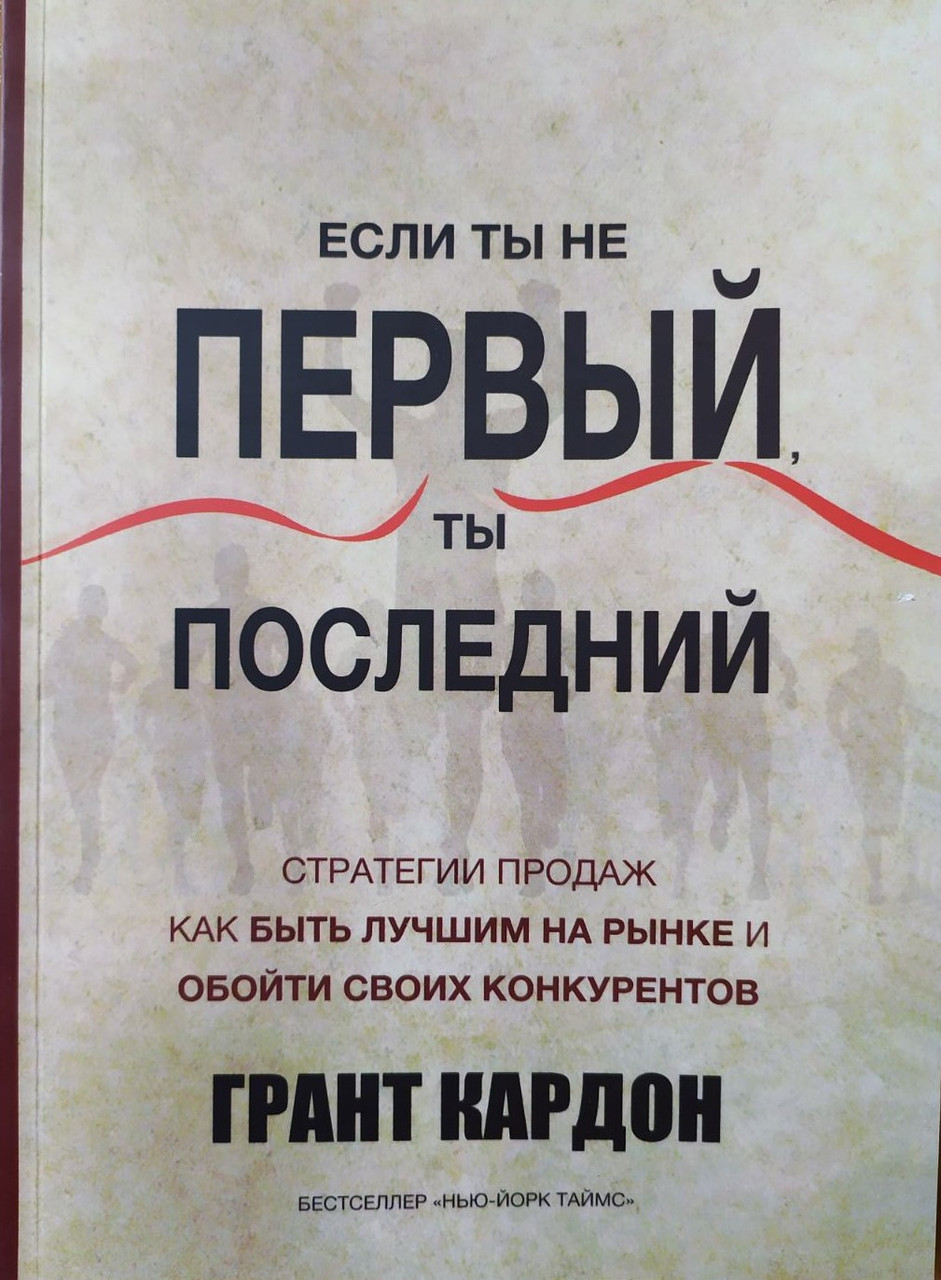 ЕСЛИ ТЫ НЕ
ПЕРВЫЙ,
ТЫ
ПОСЛЕДНИЙ
СТРАТЕГИИ ПРОДАЖ
КАК БЫТЬ ЛУЧШИМ НА РЫНКЕ И
ОБОЙТИ СВОИХ КОНКУРЕНТОВ
ГРАНТ КАРДОН
БЕСТСЕЛЛЕР «НЬЮ-ЙОРК ТАЙМС»